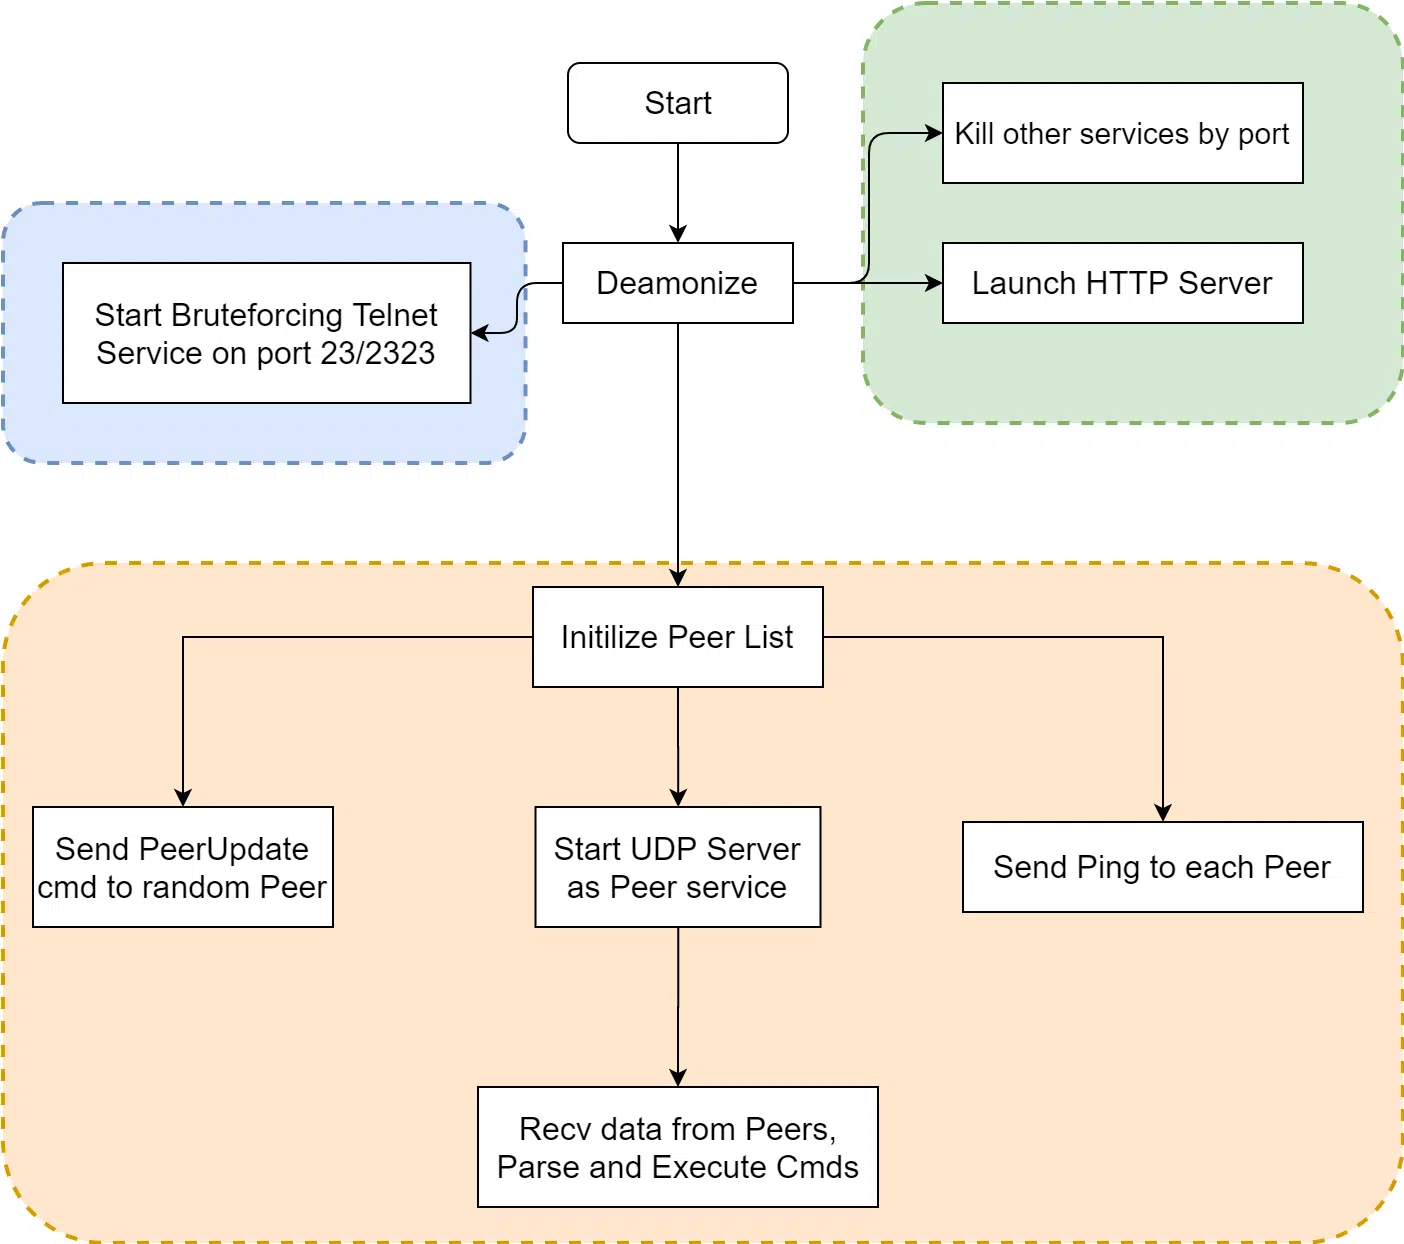 Start
Kill other services by port
Deamonize
Launch HTTP Server
Start Bruteforcing Telnet
Service on port 23/2323
Initilize Peer List
Send PeerUpdate
cmd to random Peer
Start UDP Server
as Peer service
Send Ping to each Peer
Recv data from Peers,
Parse and Execute Cmds